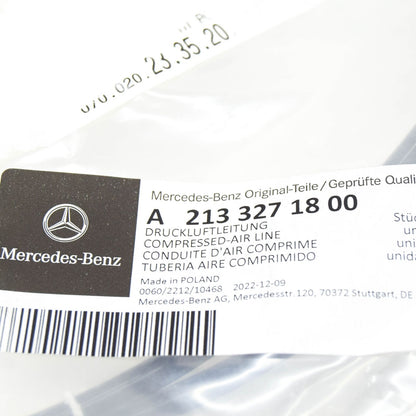 070.020.23.35.20
Mercedes-Benz Original-Teile/Geprüfte Quali
A 213 327 18 00
DRUCKLUFTLEITUNG
COMPRESSED-AIR LINE
CONDUITE D'AIR COMPRIME
TUBERIA AIRE COMPRIMIDO
Stüc
un
uni
unida
Mercedes-Benz
Made in POLAND
0060/2212/10468 2022-12-09
Mercedes-Benz AG, Mercedesstr.120, 70372 Stuttgart, DE